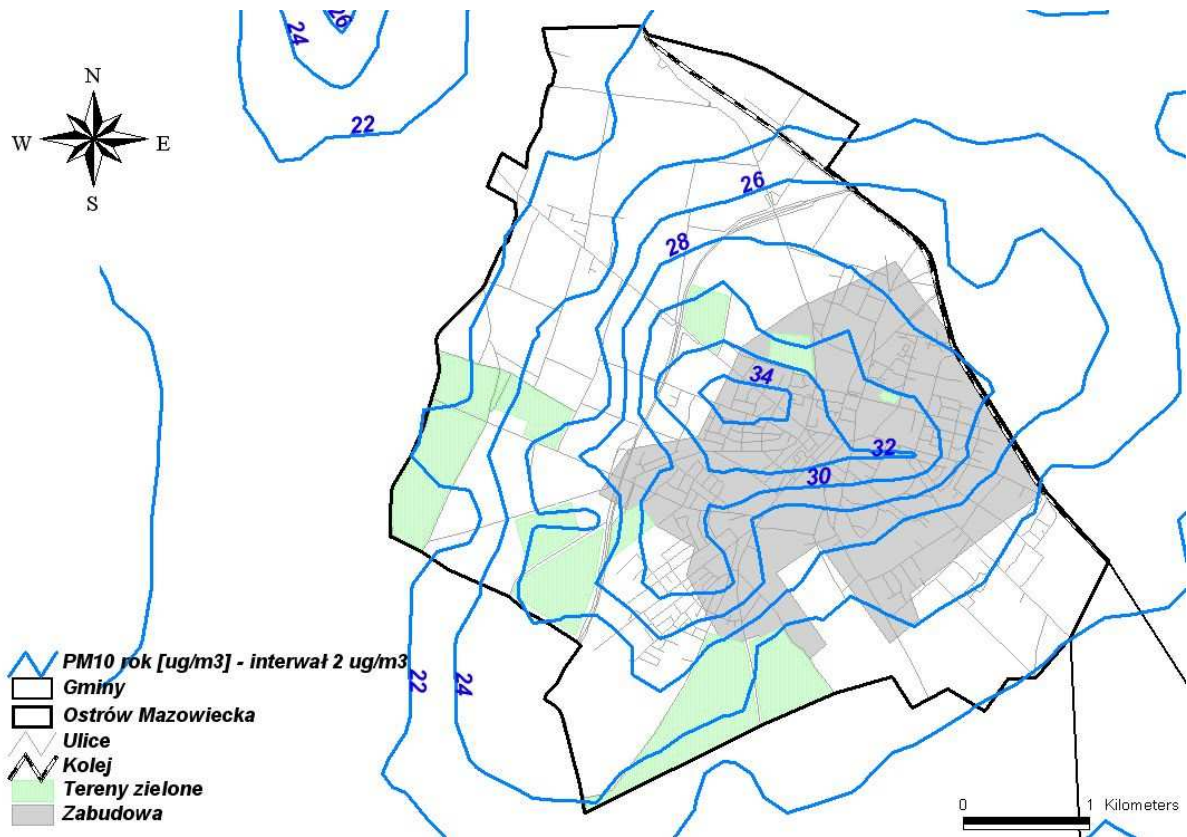 26
24
22
N
W E
S
26
28
34
32
30
22
24
PM10 rok [ug/m3] - interwał 2 ug/m3
Gminy
Ostrów Mazowiecka
Ulice
Kolej
Tereny zielone
Zabudowa
0 1 Kilometers